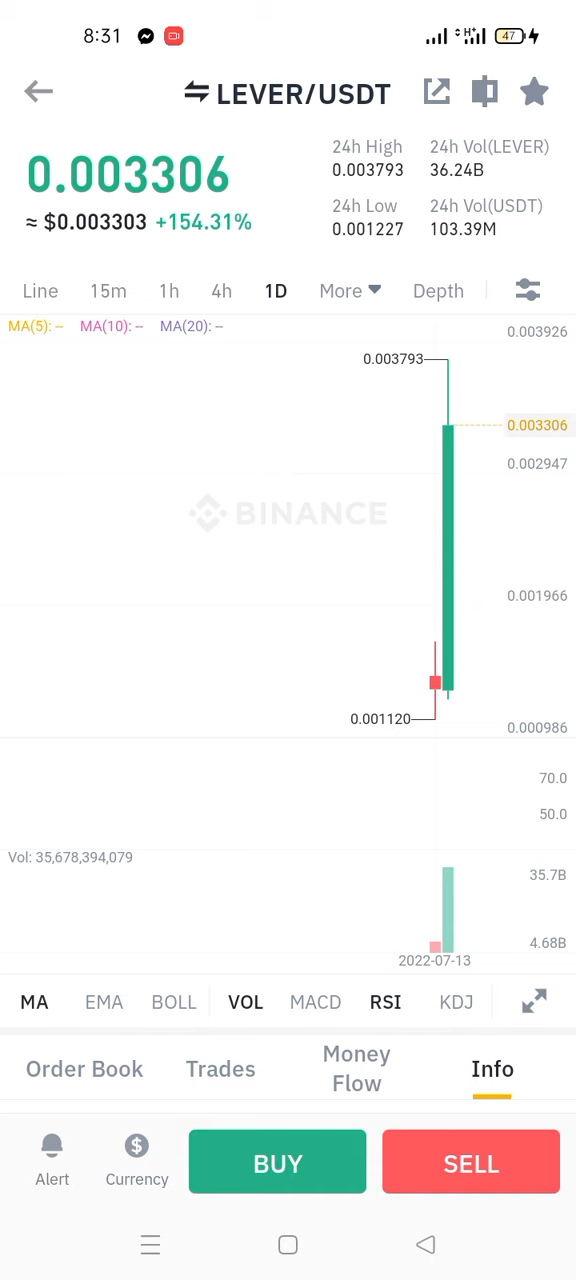 8:31
H+
47
LEVER/USDT
0.003306
≈ $0.003303 +154.31%
24h High
0.003793
24h Vol(LEVER)
36.24B
24h Low
0.001227
24h Vol(USDT)
103.39M
Line 15m 1h 4h 1D More Depth
MA(5): -- MA(10): -- MA(20): --
0.003926
0.003793
0.003306
0.002947
BINANCE
0.001966
0.001120
0.000986
70.0
50.0
Vol: 35,678,394,079
35.7B
4.68B
2022-07-13
MA EMA BOLL VOL MACD RSI KDJ
Order Book Trades Money Flow Info
Alert
Currency
BUY
SELL